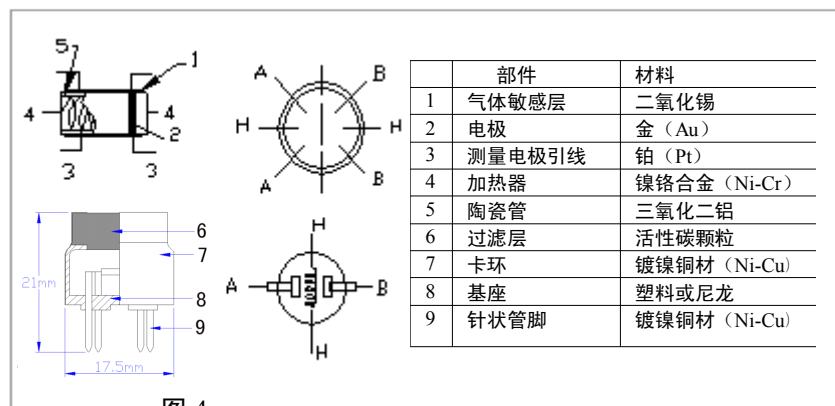 5 1
4 4
2
3 3
A B
H H
A B
6
7
21mm
8
9
17.5mm
H
A B
H
部件 材料
1 气体敏感层 二氧化锡
2 电极 金（Au）
3 测量电极引线 铂（Pt）
4 加热器 镍铬合金（Ni-Cr）
5 陶瓷管 三氧化二铝
6 过滤层 活性碳颗粒
7 卡环 镀镍铜材（Ni-Cu）
8 基座 塑料或尼龙
9 针状管脚 镀镍铜材（Ni-Cu）